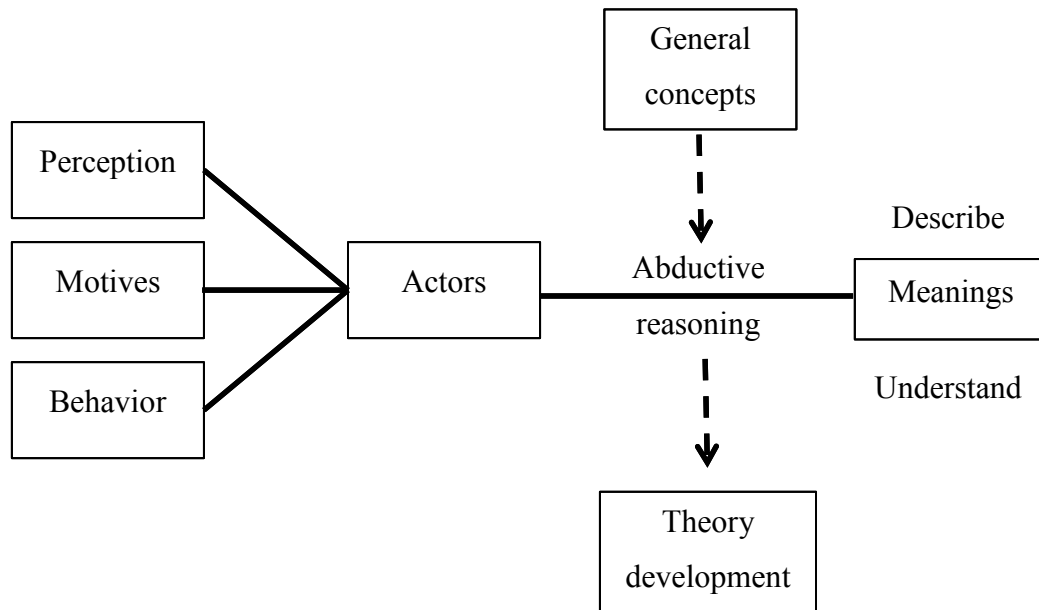 General
concepts
Perception
Describe
Motives
Actors
Abductive
reasoning
Meanings
Behavior
Understand
Theory
development